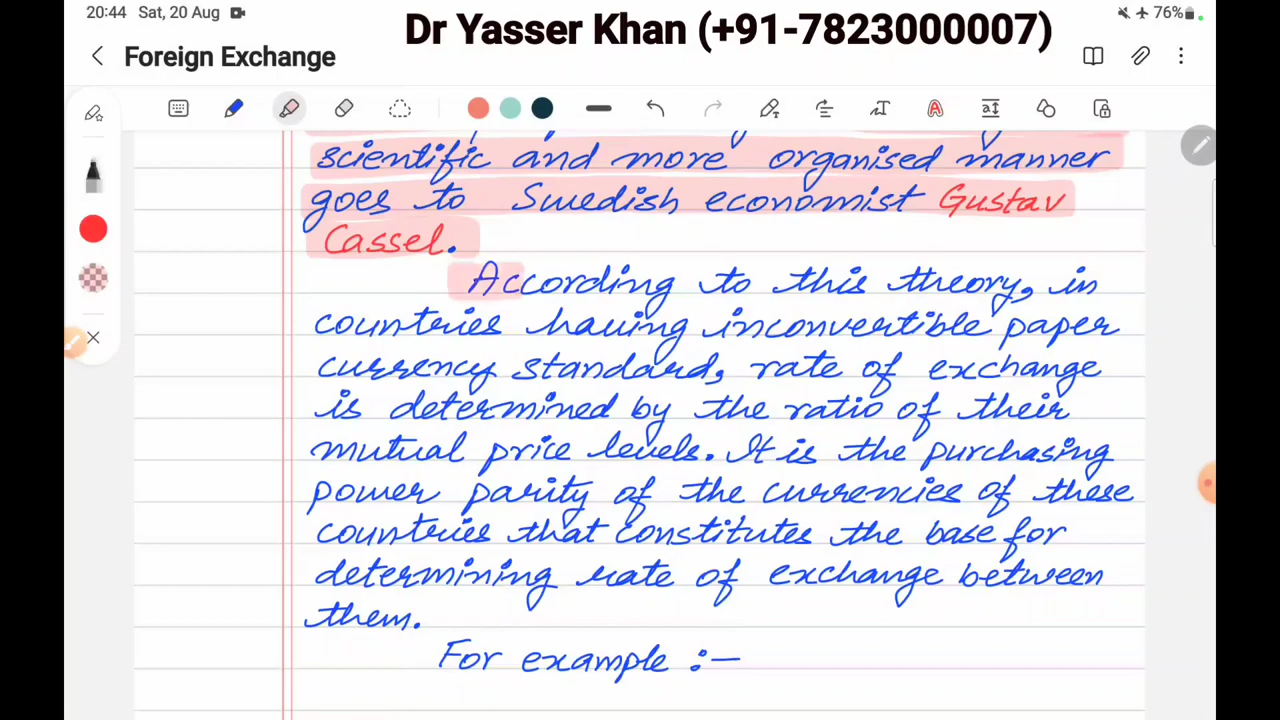 20:44 Sat, 20 Aug
Dr Yasser Khan (+91-7823000007)
76%
Foreign Exchange
scientific and more organised manner
goes to Swedish economist Gustav
Cassel.
According to this theory, in
countries having inconvertible paper
currency standard, rate of exchange
is determined by the ratio of their
mutual price levels. It is the purchasing
power parity of the currencies of these
countries that constitutes the base for
determining rate of exchange between
them.
For example :—